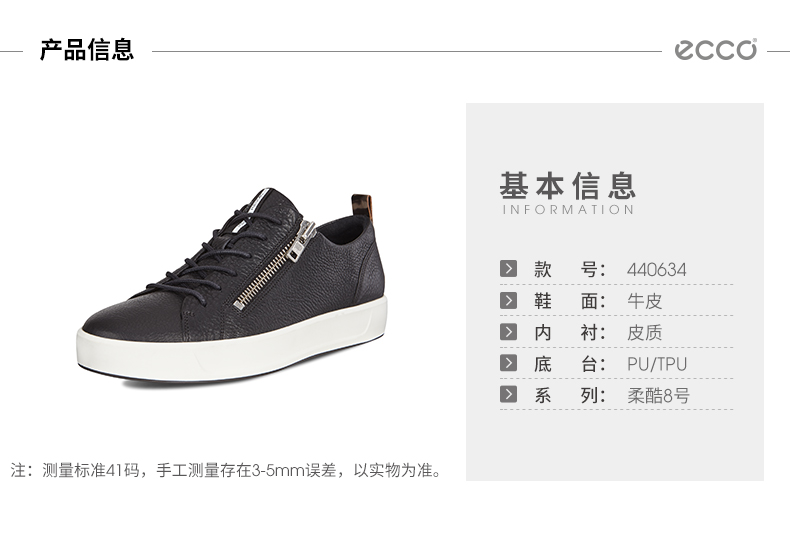 产品信息
ecco®
基本信息
INFORMATION
款 号： 440634
鞋 面： 牛皮
内 衬： 皮质
底 台： PU/TPU
系 列： 柔酷8号
注：测量标准41码，手工测量存在3-5mm误差，以实物为准。